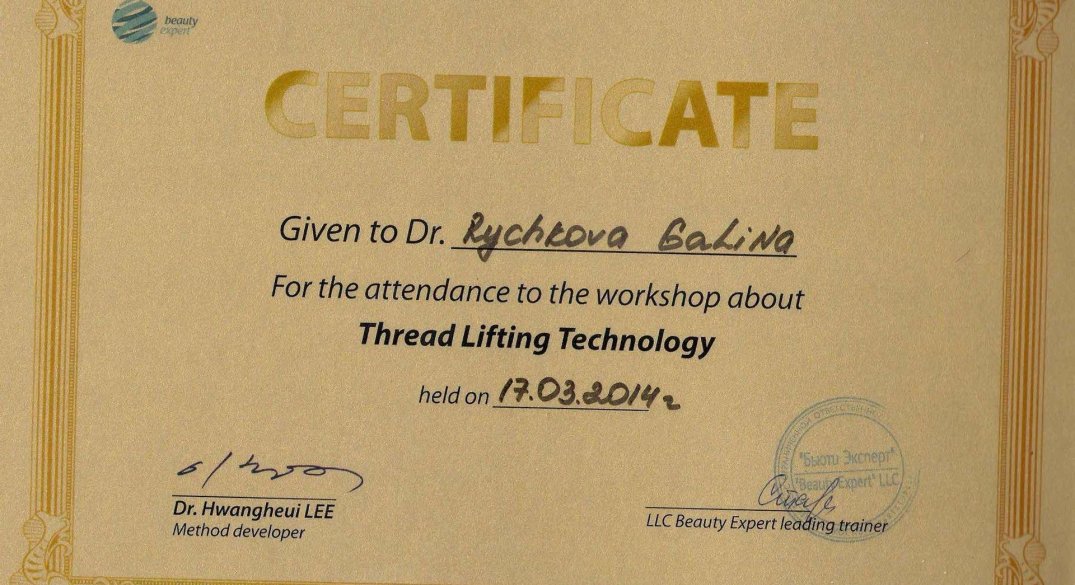 beauty
expert
CERTIFICATE
Given to Dr. Rychkova Galina
For the attendance to the workshop about
Thread Lifting Technology
held on 17.03.2014г
Dr. Hwangheui LEE
Method developer
"Бьюти Эксперт"
"Beauty Expert" LLC
LLC Beauty Expert leading trainer